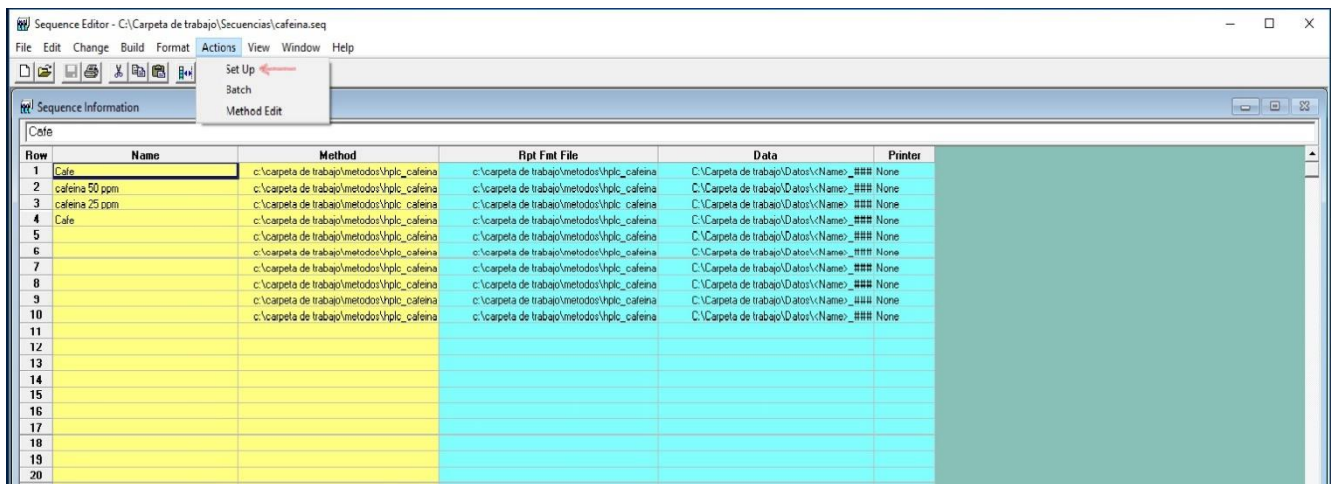 Sequence Editor - C:\Carpeta de trabajo\Secuencias\cafeina.seq
File Edit Change Build Format Actions View Window Help
Set Up
Batch
Method Edit
Sequence Information
Cafe
Row Name Method Rpt Fmt File Data Printer
1 Cafe c:\carpeta de trabajo\metodos\hplc_cafeina c:\carpeta de trabajo\metodos\hplc_cafeina C:\Carpeta de trabajo\Datos\<Name>_### None
2 cafeina 50 ppm c:\carpeta de trabajo\metodos\hplc_cafeina c:\carpeta de trabajo\metodos\hplc_cafeina C:\Carpeta de trabajo\Datos\<Name>_### None
3 cafeina 25 ppm c:\carpeta de trabajo\metodos\hplc_cafeina c:\carpeta de trabajo\metodos\hplc_cafeina C:\Carpeta de trabajo\Datos\<Name>_### None
4 Cafe c:\carpeta de trabajo\metodos\hplc_cafeina c:\carpeta de trabajo\metodos\hplc_cafeina C:\Carpeta de trabajo\Datos\<Name>_### None
5 c:\carpeta de trabajo\metodos\hplc_cafeina c:\carpeta de trabajo\metodos\hplc_cafeina C:\Carpeta de trabajo\Datos\<Name>_### None
6 c:\carpeta de trabajo\metodos\hplc_cafeina c:\carpeta de trabajo\metodos\hplc_cafeina C:\Carpeta de trabajo\Datos\<Name>_### None
7 c:\carpeta de trabajo\metodos\hplc_cafeina c:\carpeta de trabajo\metodos\hplc_cafeina C:\Carpeta de trabajo\Datos\<Name>_### None
8 c:\carpeta de trabajo\metodos\hplc_cafeina c:\carpeta de trabajo\metodos\hplc_cafeina C:\Carpeta de trabajo\Datos\<Name>_### None
9 c:\carpeta de trabajo\metodos\hplc_cafeina c:\carpeta de trabajo\metodos\hplc_cafeina C:\Carpeta de trabajo\Datos\<Name>_### None
10 c:\carpeta de trabajo\metodos\hplc_cafeina c:\carpeta de trabajo\metodos\hplc_cafeina C:\Carpeta de trabajo\Datos\<Name>_### None
11
12
13
14
15
16
17
18
19
20